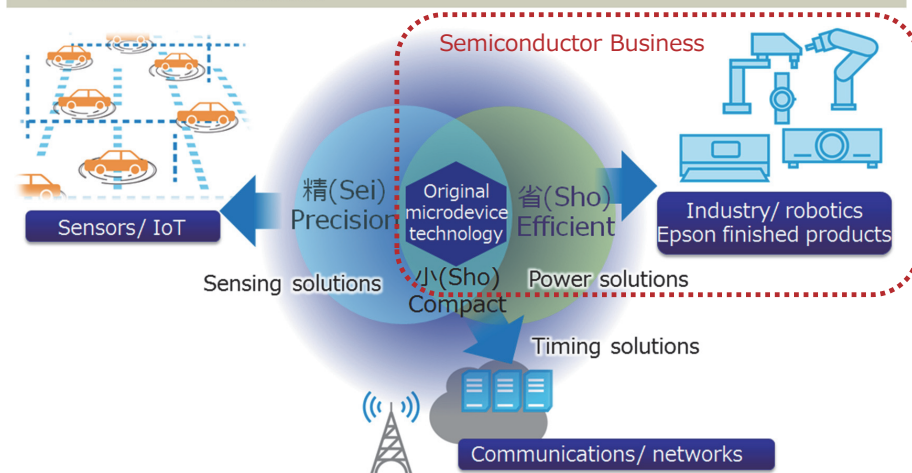 Semiconductor Business
精(Sei)
Precision
Original
microdevice
technology
省(Sho)
Efficient
小(Sho)
Compact
Sensors/ IoT
Industry/ robotics
Epson finished products
Sensing solutions
Power solutions
Timing solutions
Communications/ networks